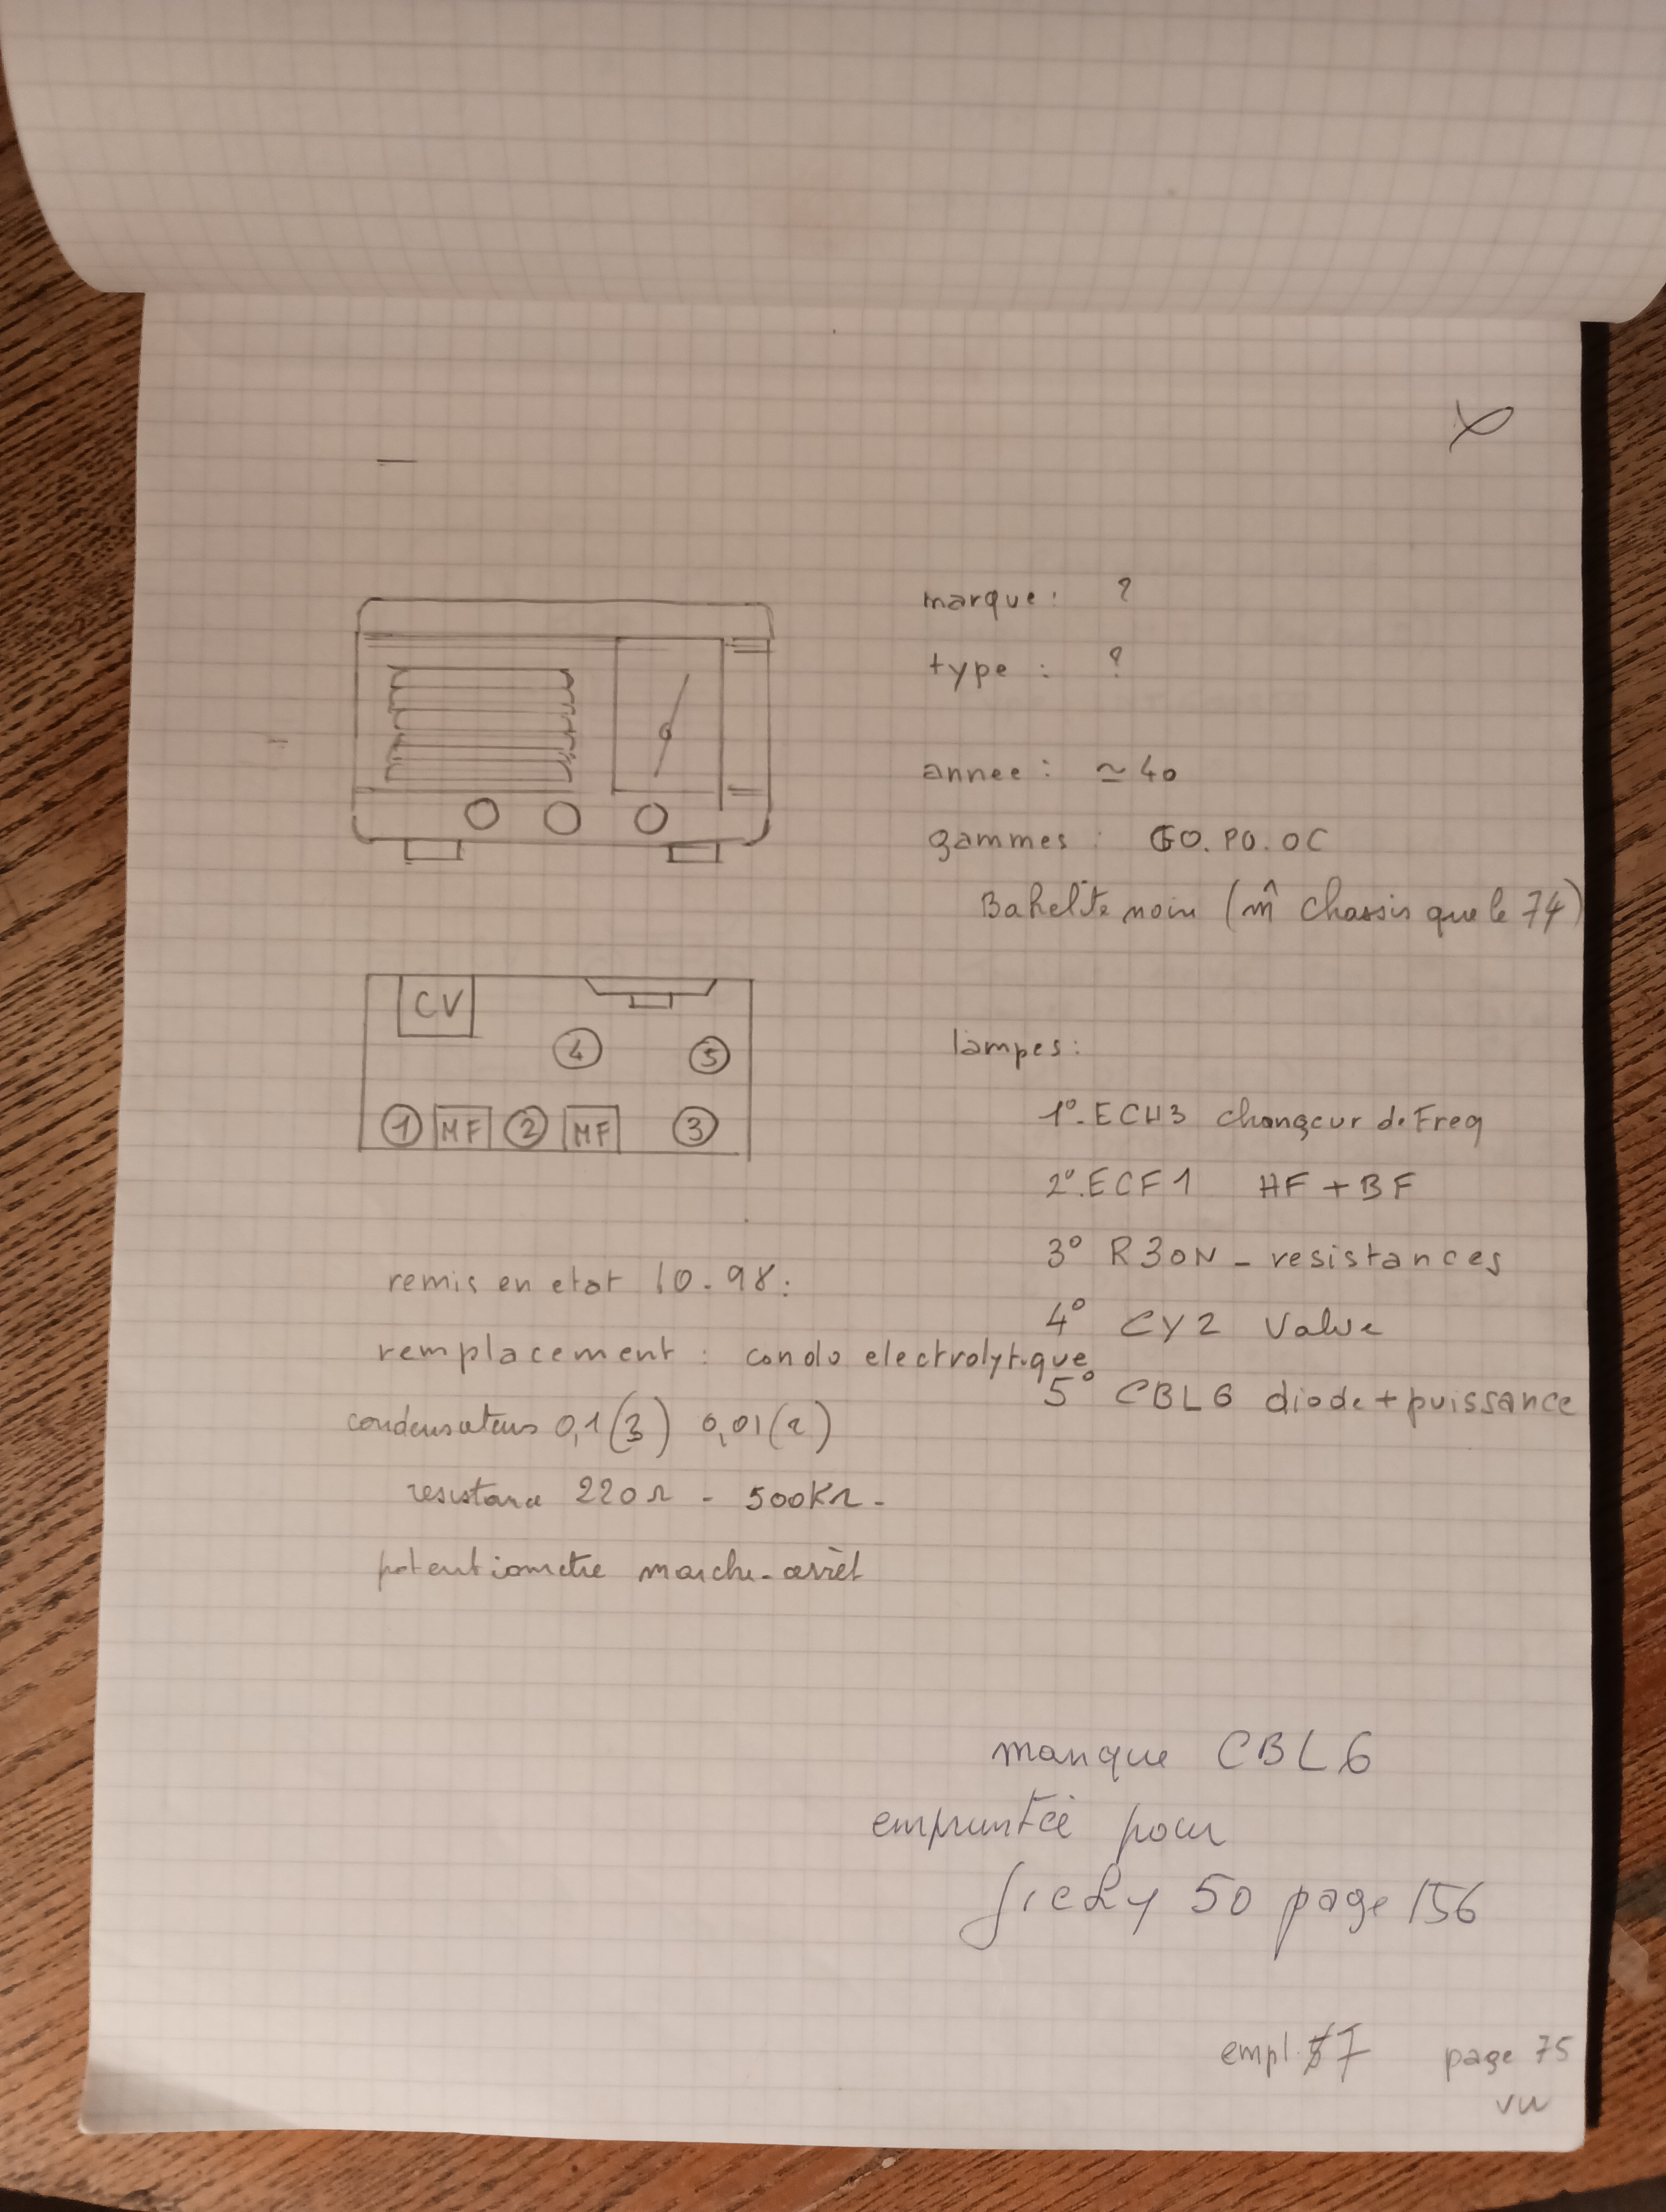 marque : ?
type : ?
annee : ≃ 40
gammes : GO. PO. OC
Bakelite noir (m̂ chassis que le 74)
CV
4 5
1 MF 2 MF 3
lampes :
1° - ECH3 changeur de Freq
2°. ECF1 HF + BF
3° R30N - resistances
4° CY2 Valve
5° CBL6 diode + puissance
remis en etat 10.98 :
remplacement : condo electrolytique
condensateurs 0,1 (3) 0,01 (2)
resistance 220Ω - 500KΩ -
potentiometre marche-arrêt
manque CBL6
empruntée pour
50 page 156
empl. 7 page 75
vu